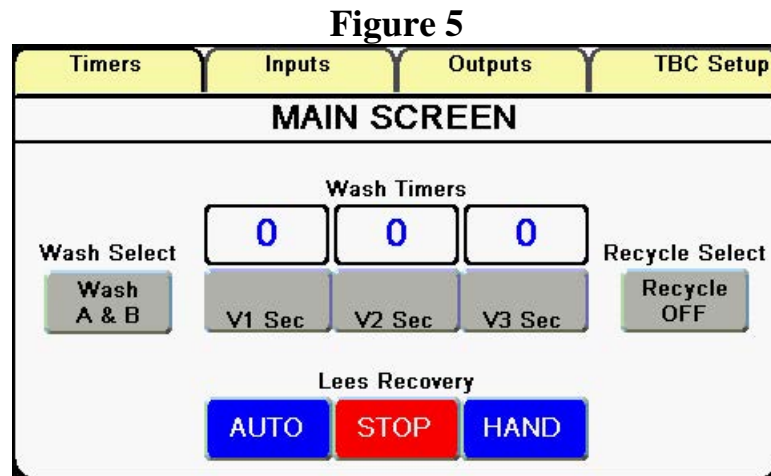 Figure 5
Timers Inputs Outputs TBC Setup
MAIN SCREEN
Wash Timers
0 0 0
Wash Select
Wash
A & B
V1 Sec V2 Sec V3 Sec
Recycle Select
Recycle
OFF
Lees Recovery
AUTO STOP HAND